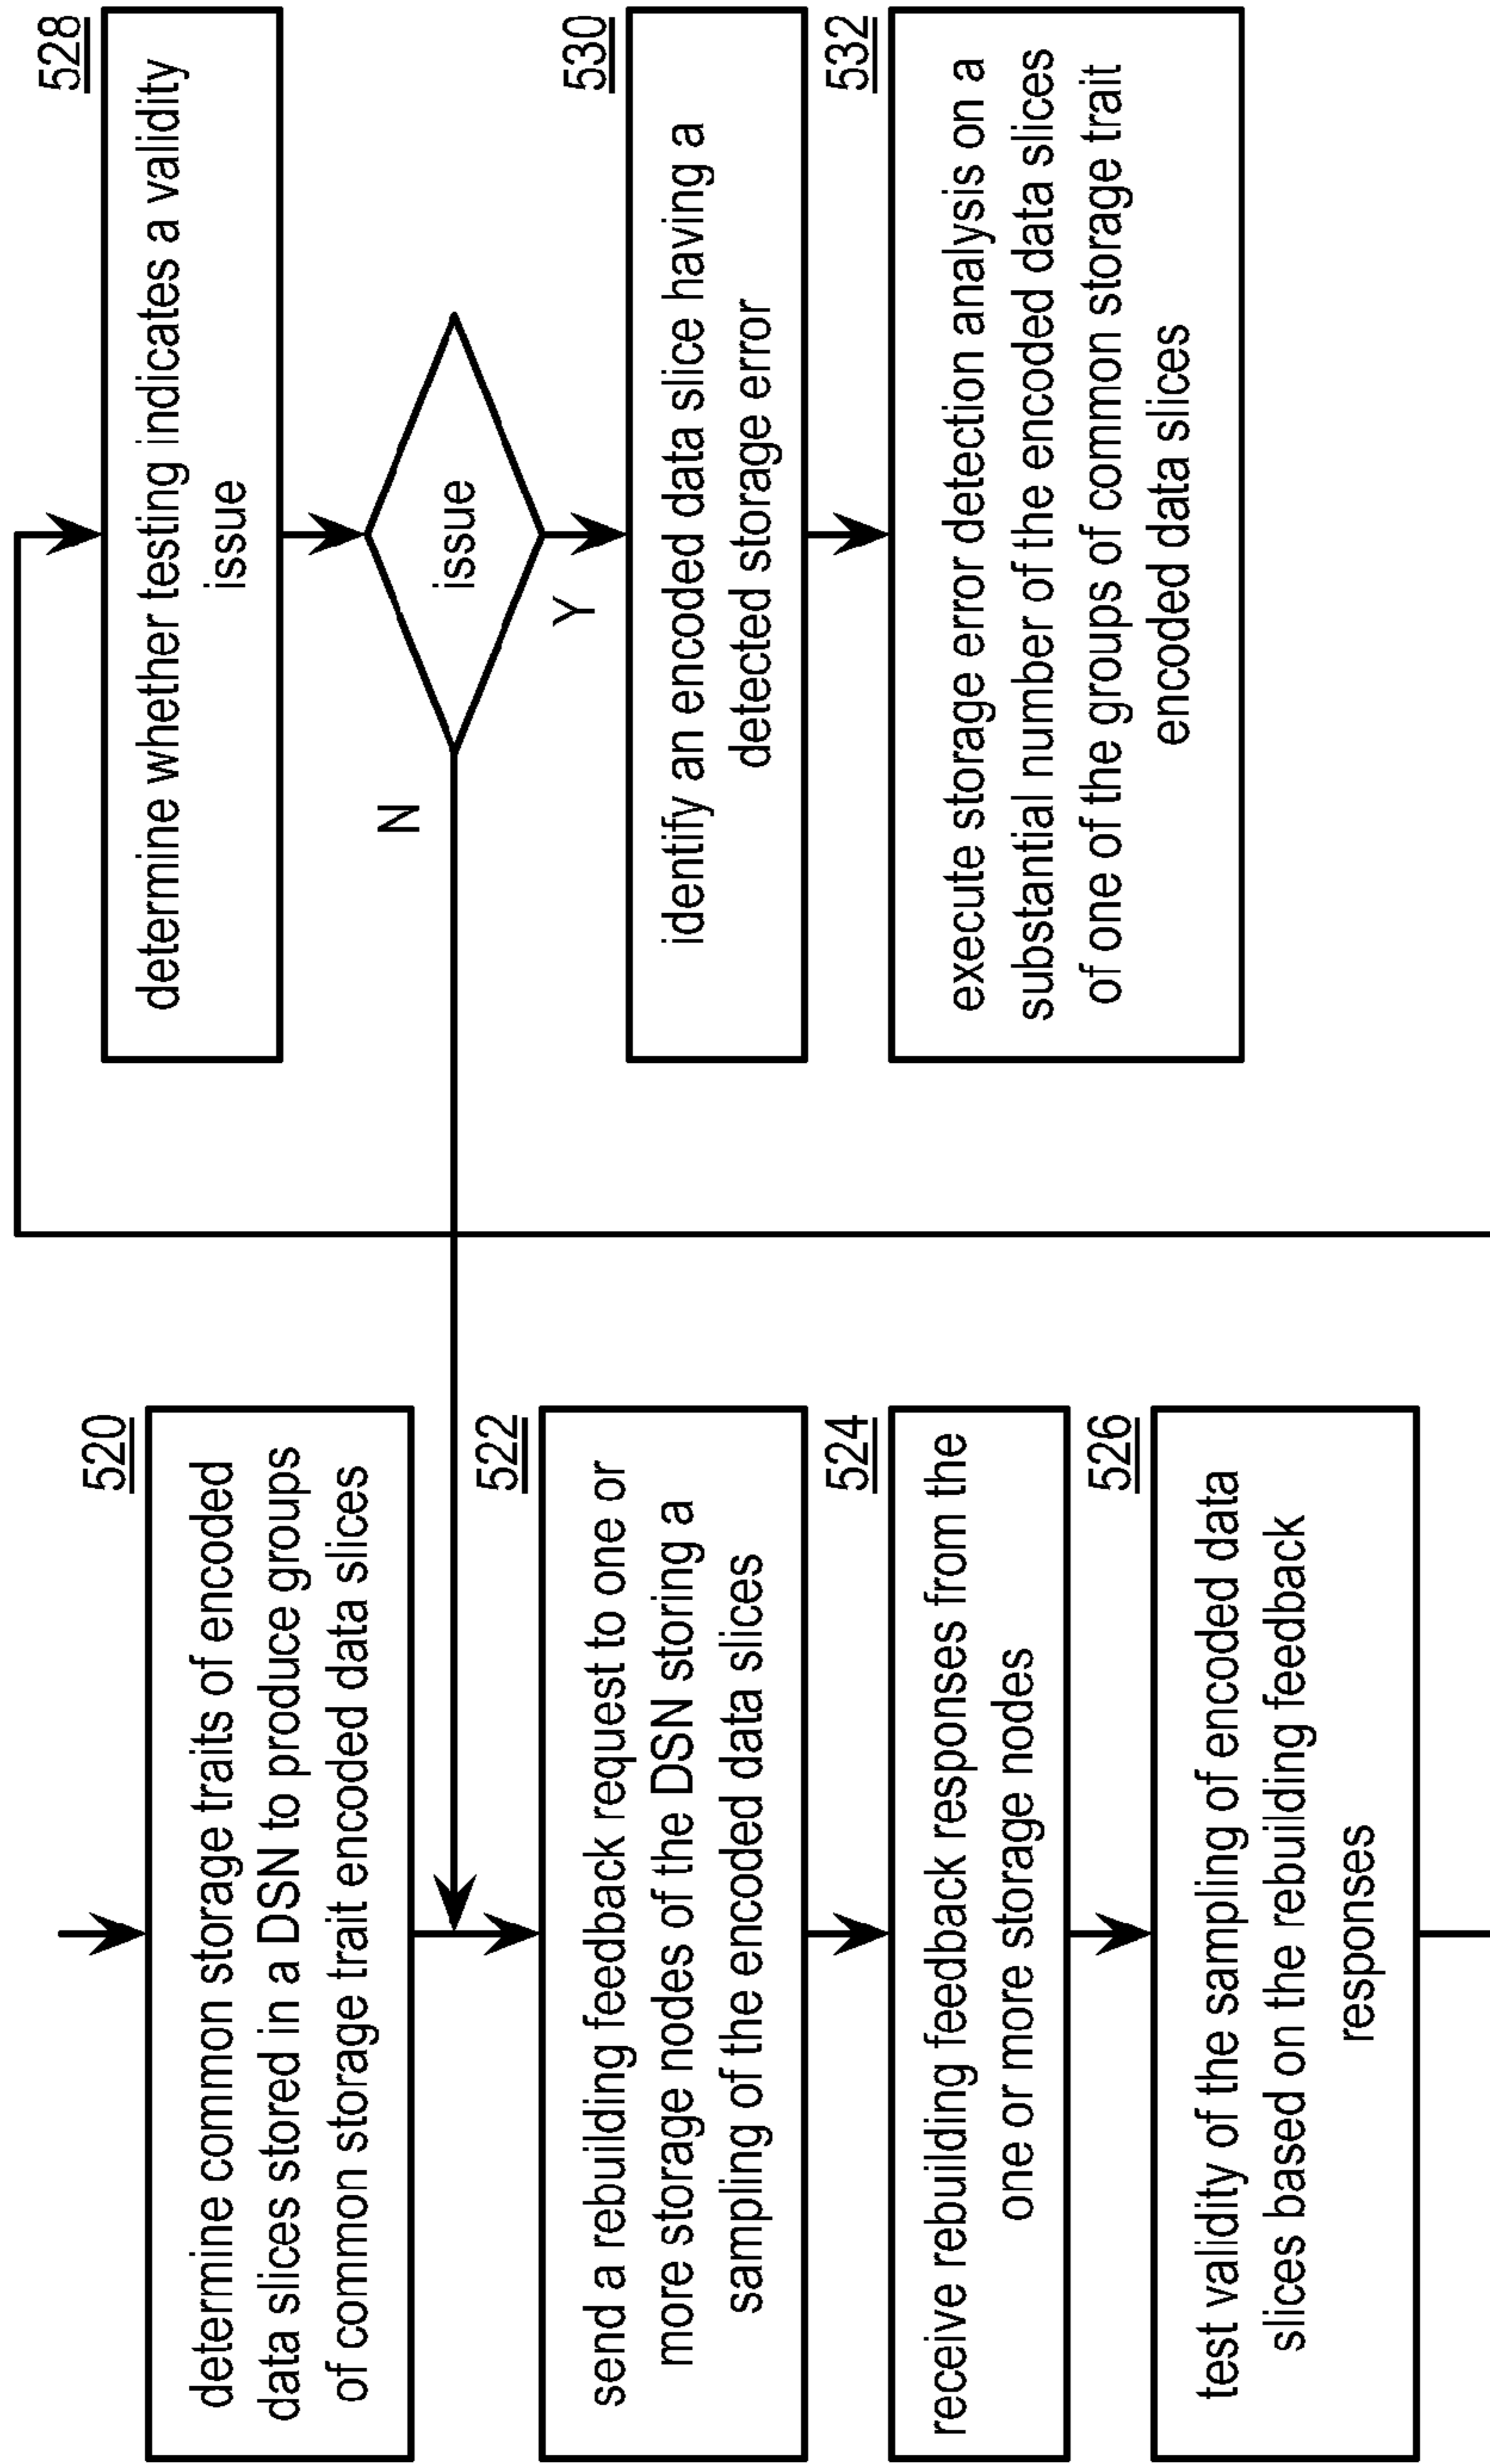 520
determine common storage traits of encoded
data slices stored in a DSN to produce groups
of common storage trait encoded data slices
522
send a rebuilding feedback request to one or
more storage nodes of the DSN storing a
sampling of the encoded data slices
524
receive rebuilding feedback responses from the
one or more storage nodes
526
test validity of the sampling of encoded data
slices based on the rebuilding feedback
responses
528
determine whether testing indicates a validity
issue
issue
N
Y
530
identify an encoded data slice having a
detected storage error
532
execute storage error detection analysis on a
substantial number of the encoded data slices
of one of the groups of common storage trait
encoded data slices